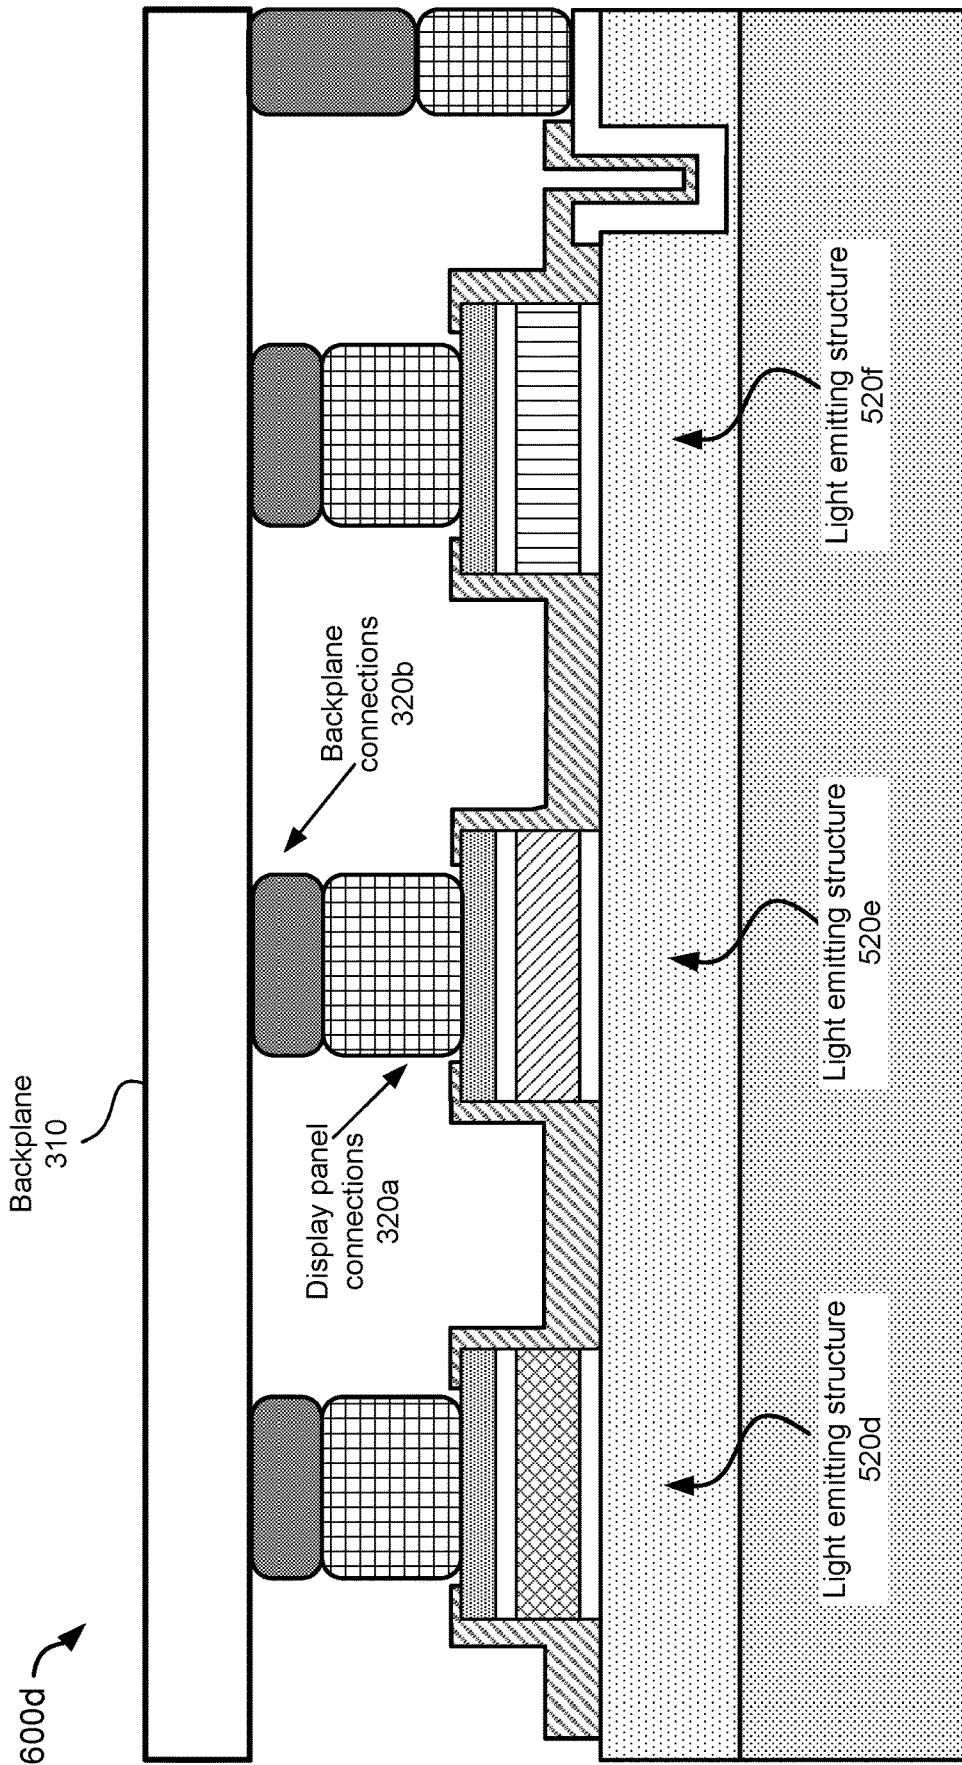 600d
Backplane
310
Backplane
connections
320b
Display panel
connections
320a
Light emitting structure
520d
Light emitting structure
520e
Light emitting structure
520f